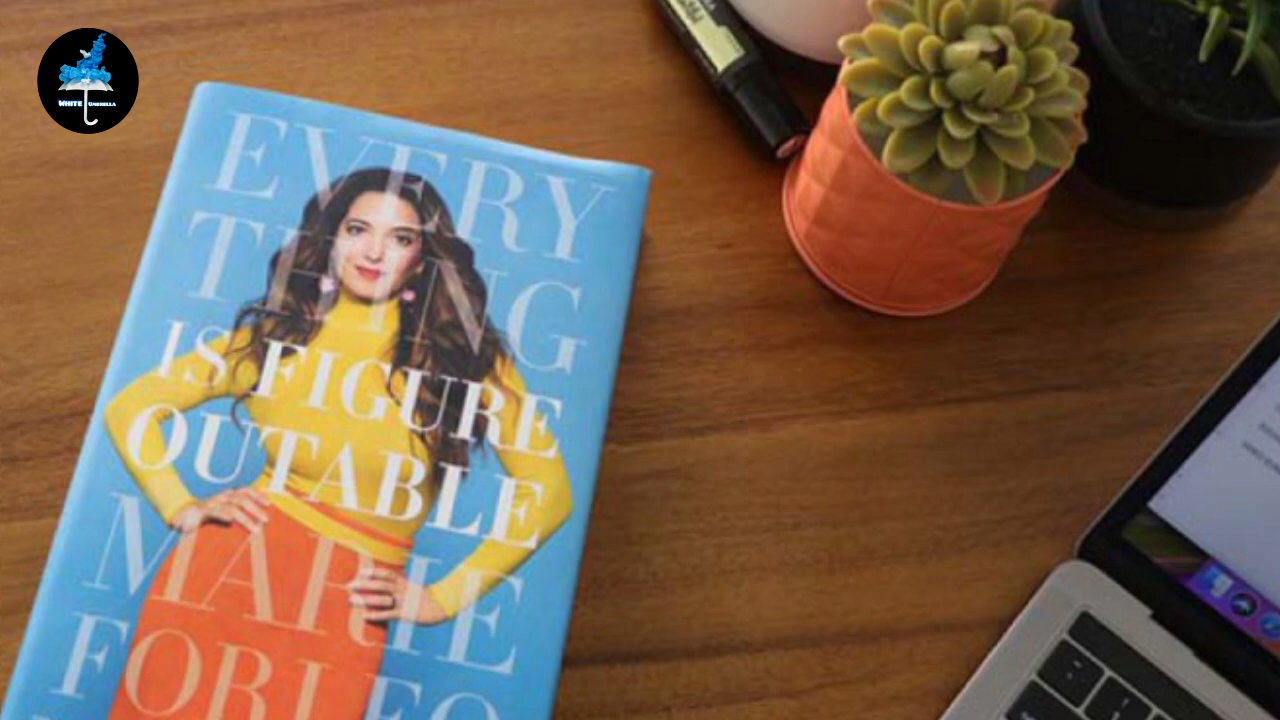 WHITE UMBRELLA
EVERY
THING
IS FIGURE
OUTABLE
MARIE
FORLEO